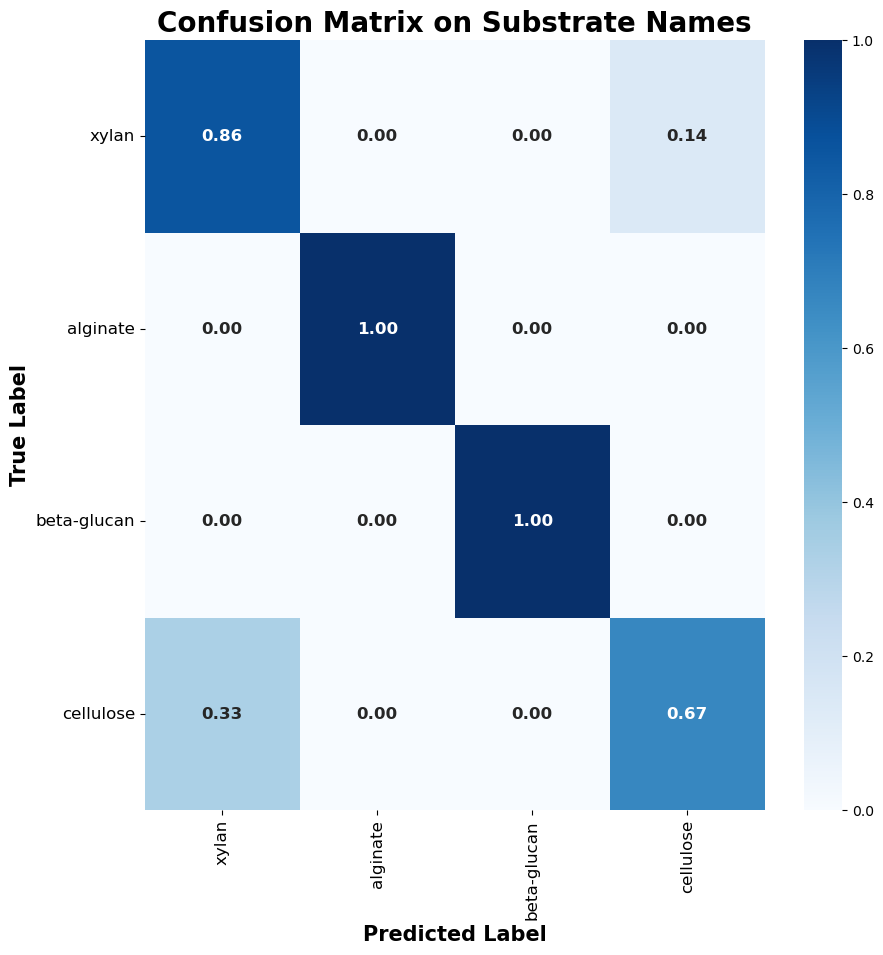 Confusion Matrix on Substrate Names
True Label
xylan
0.86 0.00 0.00 0.14
alginate
0.00 1.00 0.00 0.00
beta-glucan
0.00 0.00 1.00 0.00
cellulose
0.33 0.00 0.00 0.67
xylan
alginate
beta-glucan
cellulose
Predicted Label
1.0
0.8
0.6
0.4
0.2
0.0